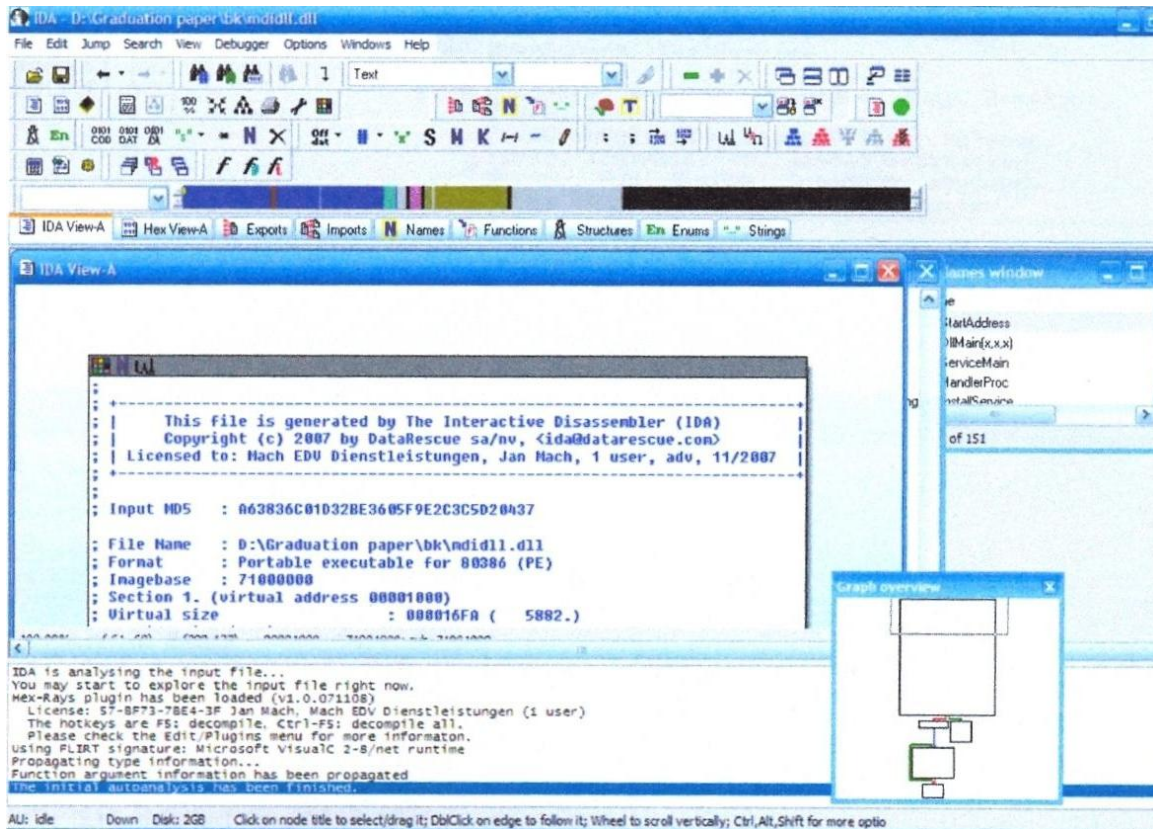 IDA - D:\Graduation paper\bk\mdidll.dll
File Edit Jump Search View Debugger Options Windows Help
Text
En
S M K
IDA View-A Hex View-A Exports Imports N Names Functions Structures En Enums "..." Strings
IDA View-A
ames window
StartAddress
DllMain(x,x,x)
ServiceMain
HandlerProc
InstallService
of 151
This file is generated by The Interactive Disassembler (IDA)
Copyright (c) 2007 by DataRescue sa/nv, <ida@datarescue.com>
Licensed to: Mach EDV Dienstleistungen, Jan Mach, 1 user, adv, 11/2007
; Input MD5 : A63836C01D32BE3605F9E2C3C5D20437
; File Name : D:\Graduation paper\bk\mdidll.dll
; Format : Portable executable for 80386 (PE)
; Imagebase : 71000000
; Section 1. (virtual address 00001000)
; Virtual size : 000016FA ( 5882.)
Graph overview
IDA is analysing the input file...
You may start to explore the input file right now.
Hex-Rays plugin has been loaded (v1.0.071108)
License: 57-BF73-7BE4-3F Jan Mach, Mach EDV Dienstleistungen (1 user)
The hotkeys are F5: decompile, Ctrl-F5: decompile all.
Please check the Edit/Plugins menu for more informaton.
Using FLIRT signature: Microsoft VisualC 2-8/net runtime
Propagating type information...
Function argument information has been propagated
The initial autoanalysis has been finished.
AU: idle Down Disk: 2GB Click on node title to select/drag it; DblClick on edge to follow it; Wheel to scroll vertically; Ctrl,Alt,Shift for more optio